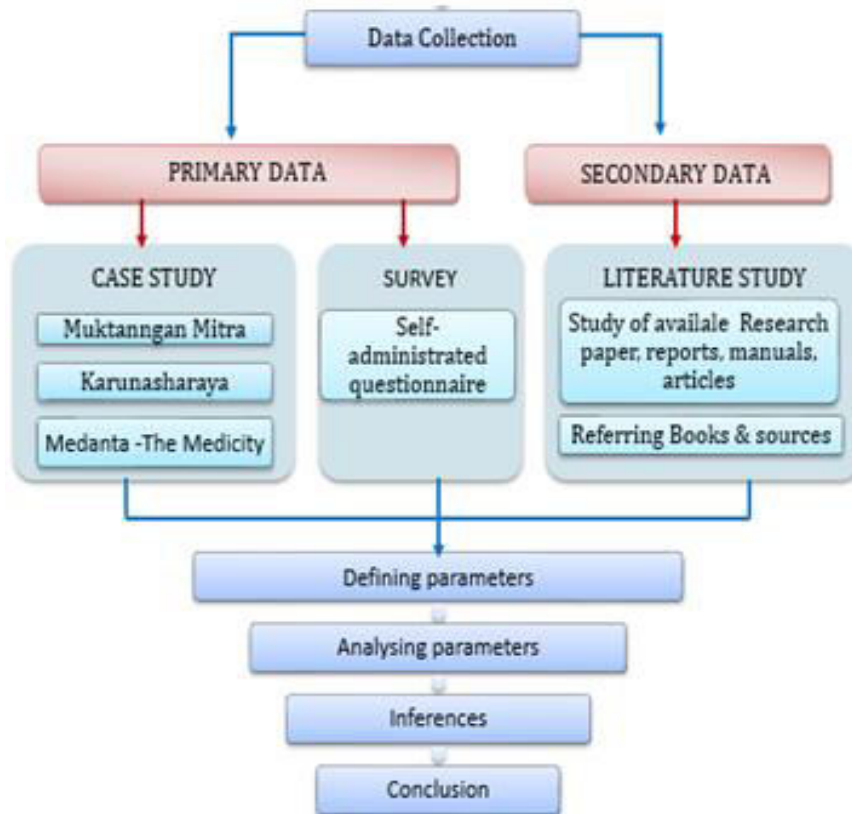 Data Collection
PRIMARY DATA
SECONDARY DATA
CASE STUDY
Muktanngan Mitra
Karunasharaya
Medanta -The Medicity
SURVEY
Self-
administrated
questionnaire
LITERATURE STUDY
Study of availale Research
paper, reports, manuals,
articles
Referring Books & sources
Defining parameters
Analysing parameters
Inferences
Conclusion